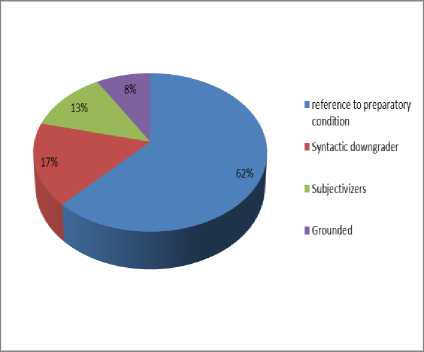 8%
13%
17%
62%
reference to preparatory
condition
Syntactic downgrader
Subjectivizers
Grounded